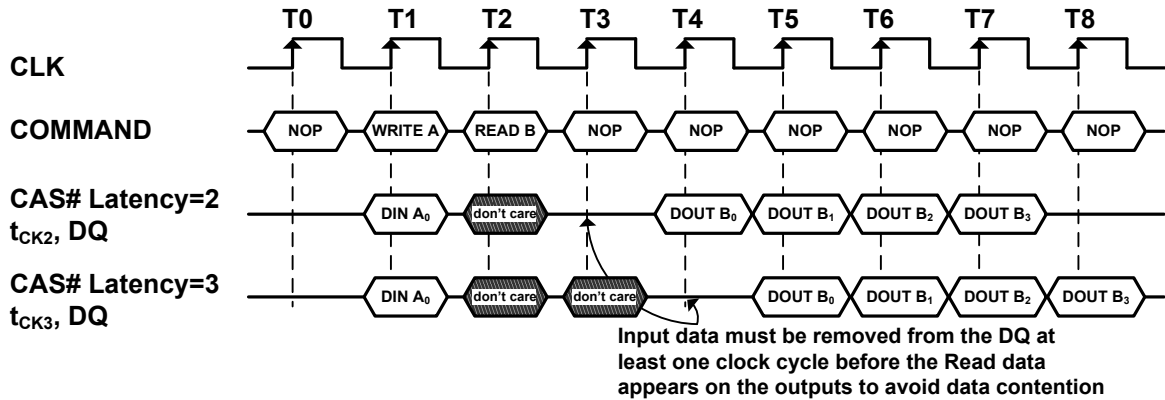 T0 T1 T2 T3 T4 T5 T6 T7 T8
CLK
COMMAND NOP WRITE A READ B NOP NOP NOP NOP NOP NOP
CAS# Latency=2
tCK2, DQ DIN A0 don't care DOUT B0 DOUT B1 DOUT B2 DOUT B3
CAS# Latency=3
tCK3, DQ DIN A0 don't care don't care DOUT B0 DOUT B1 DOUT B2 DOUT B3
Input data must be removed from the DQ at
least one clock cycle before the Read data
appears on the outputs to avoid data contention